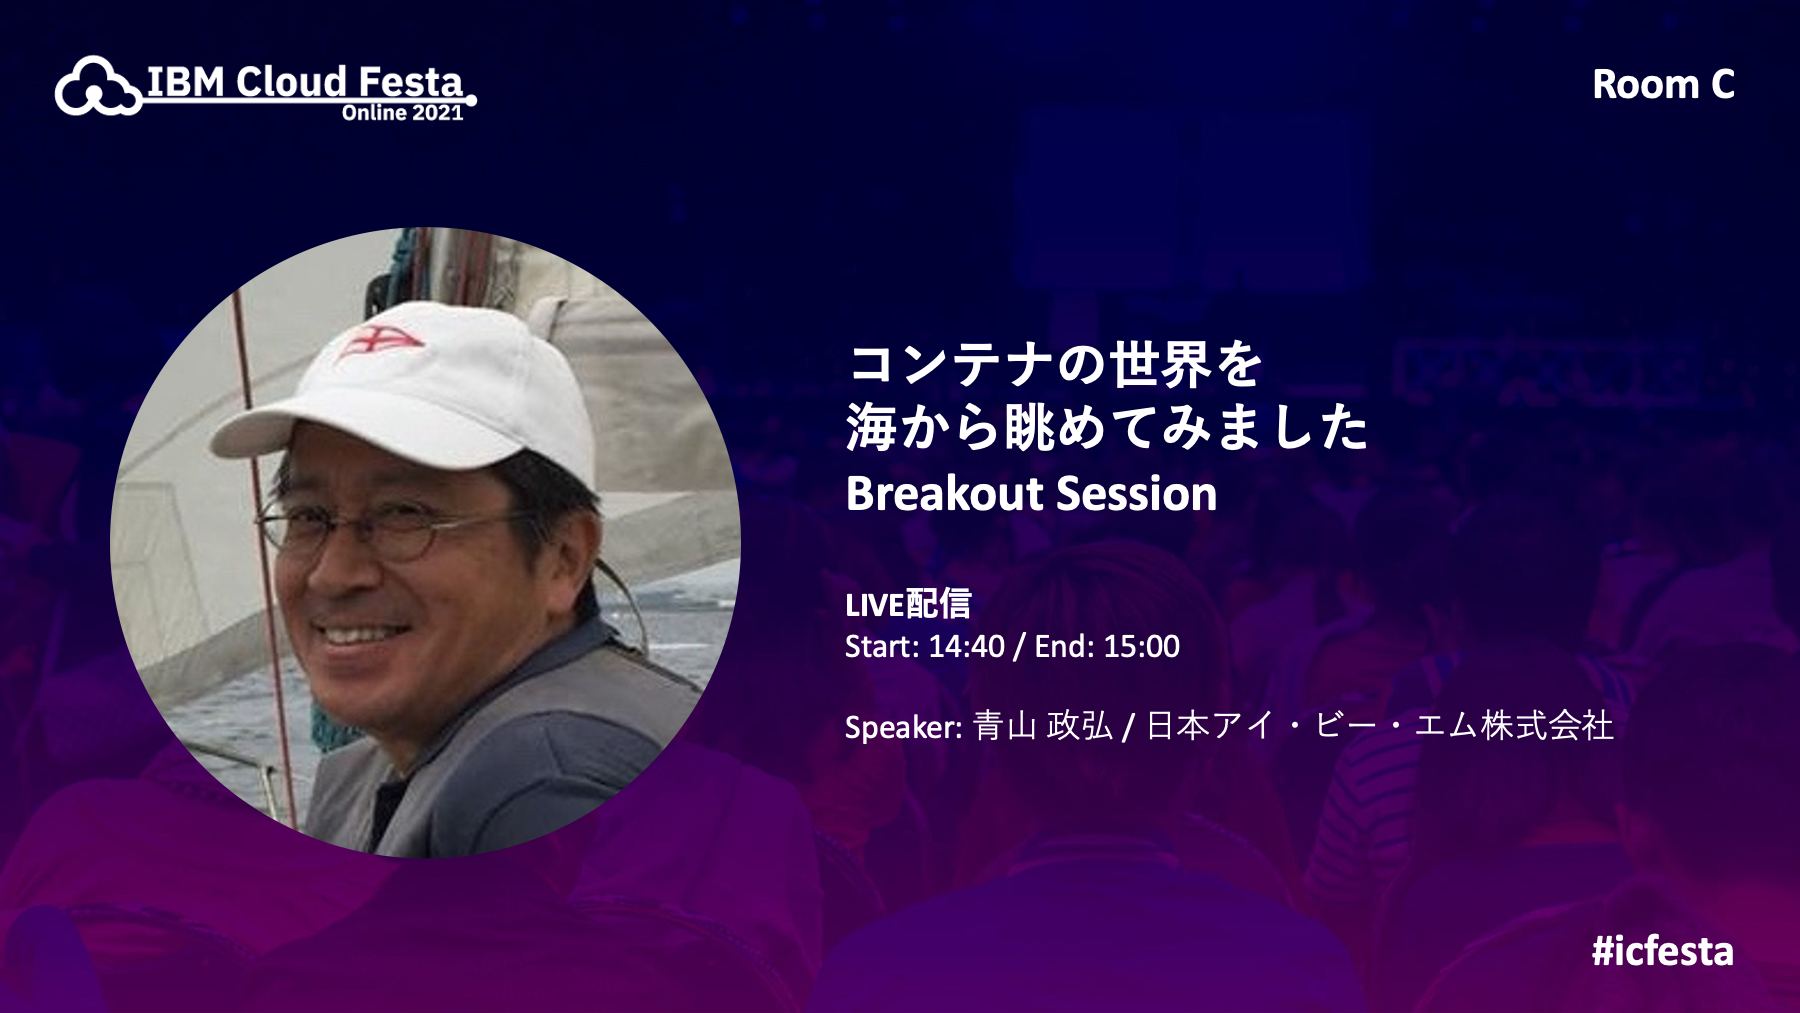 IBM Cloud Festa
Online 2021
Room C
コンテナの世界を
海から眺めてみました
Breakout Session
LIVE配信
Start: 14:40 / End: 15:00
Speaker: 青山 政弘 / 日本アイ・ビー・エム株式会社
#icfesta